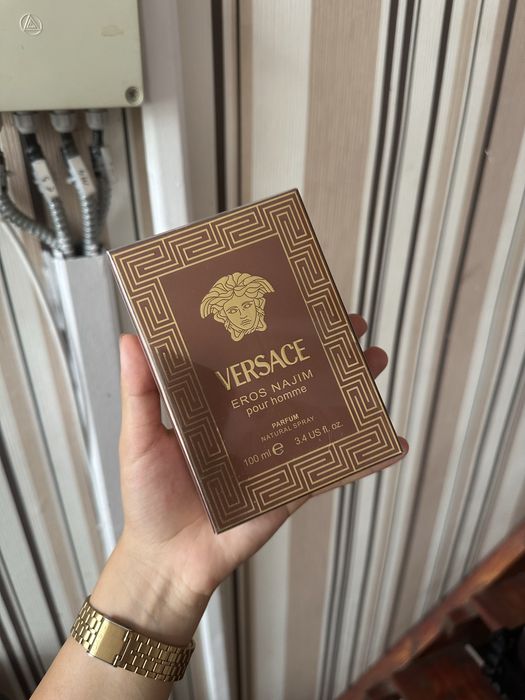 VERSACE
EROS NAJIM
pour homme
PARFUM
NATURAL SPRAY
100 ml e 3.4 US fl. oz.